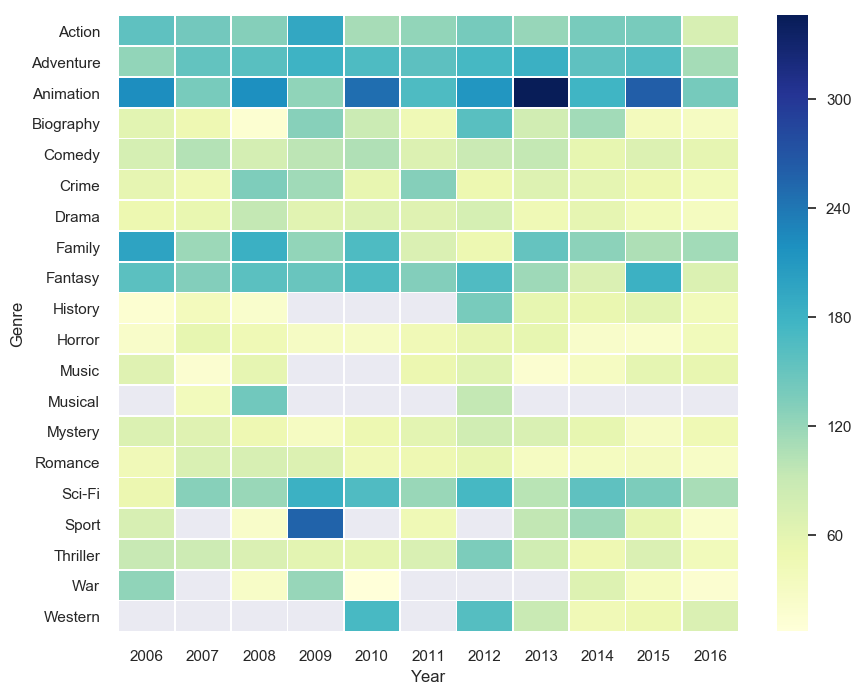 Action
Adventure
Animation
Biography
Comedy
Crime
Drama
Family
Fantasy
History
Horror
Music
Musical
Mystery
Romance
Sci-Fi
Sport
Thriller
War
Western
Genre
2006 2007 2008 2009 2010 2011 2012 2013 2014 2015 2016
Year
300
240
180
120
60